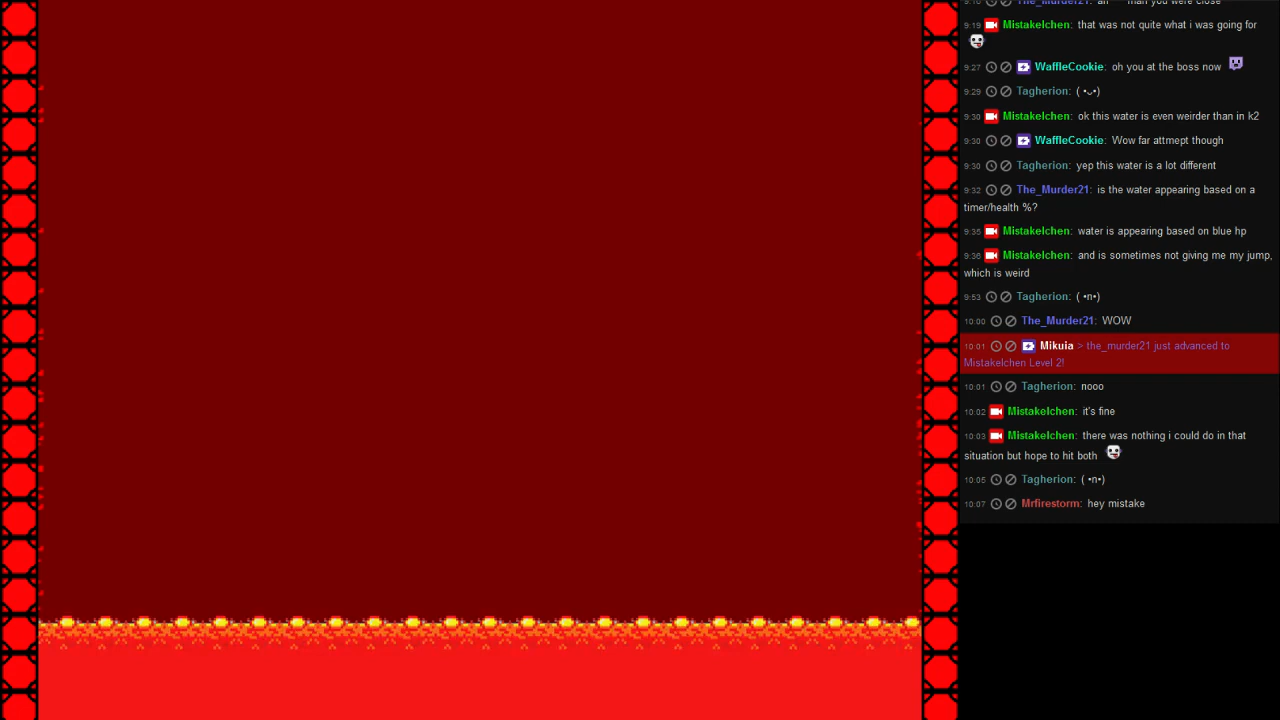 9:19 Mistakelchen: that was not quite what i was going for
9:27 WaffleCookie: oh you at the boss now
9:29 Tagherion: ( •ᴗ•)
9:30 Mistakelchen: ok this water is even weirder than in k2
9:30 WaffleCookie: Wow far attmept though
9:30 Tagherion: yep this water is a lot different
9:32 The_Murder21: is the water appearing based on a
timer/health %?
9:35 Mistakelchen: water is appearing based on blue hp
9:36 Mistakelchen: and is sometimes not giving me my jump,
which is weird
9:53 Tagherion: ( •n•)
10:00 The_Murder21: WOW
10:01 Mikuia > the_murder21 just advanced to
Mistakelchen Level 2!
10:01 Tagherion: nooo
10:02 Mistakelchen: it's fine
10:03 Mistakelchen: there was nothing i could do in that
situation but hope to hit both
10:05 Tagherion: ( •n•)
10:07 Mrfirestorm: hey mistake